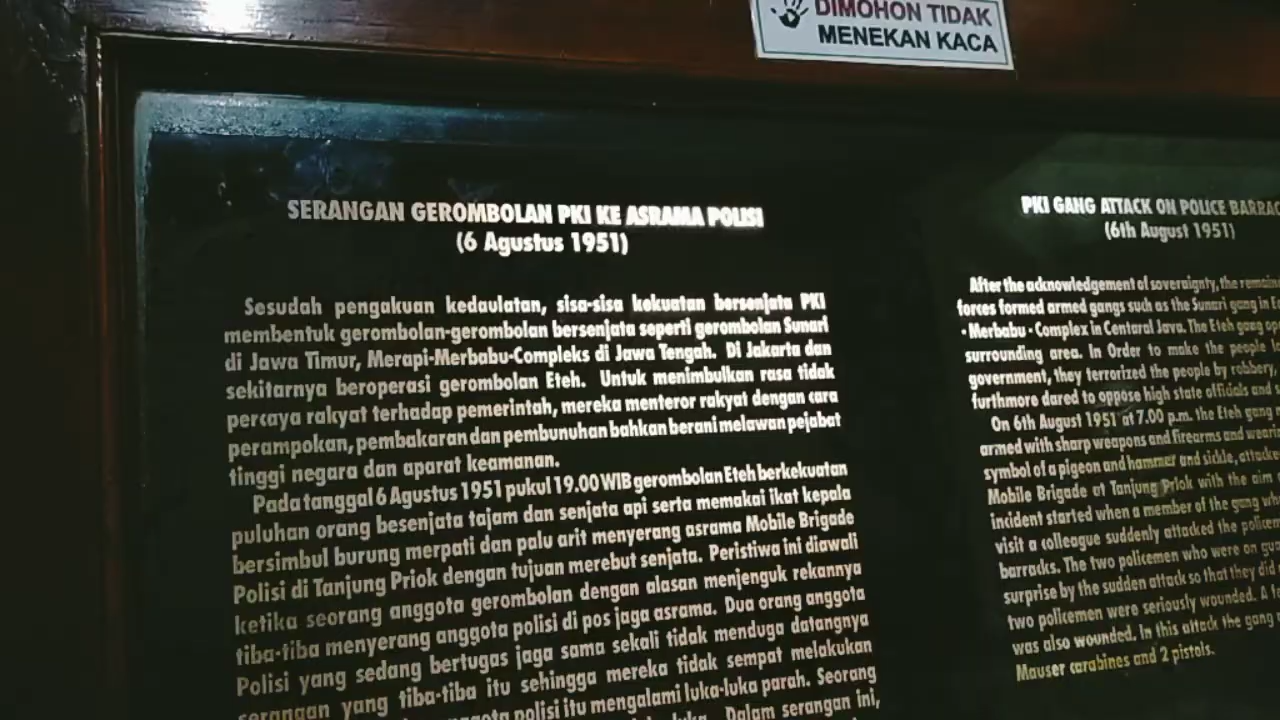 DIMOHON TIDAK
MENEKAN KACA
SERANGAN GEROMBOLAN PKI KE ASRAMA POLISI
(6 Agustus 1951)
Sesudah pengakuan kedaulatan, sisa-sisa kekuatan bersenjata PKI
membentuk gerombolan-gerombolan bersenjata seperti gerombolan Sunari
di Jawa Timur, Merapi-Merbabu-Compleks di Jawa Tengah. Di Jakarta dan
sekitarnya beroperasi gerombolan Eteh. Untuk menimbulkan rasa tidak
percaya rakyat terhadap pemerintah, mereka menteror rakyat dengan cara
perampokan, pembakaran dan pembunuhan bahkan berani melawan pejabat
tinggi negara dan aparat keamanan.
Pada tanggal 6 Agustus 1951 pukul 19.00 WIB gerombolan Eteh berkekuatan
puluhan orang besenjata tajam dan senjata api serta memakai ikat kepala
bersimbul burung merpati dan palu arit menyerang asrama Mobile Brigade
Polisi di Tanjung Priok dengan tujuan merebut senjata. Peristiwa ini diawali
ketika seorang anggota gerombolan dengan alasan menjenguk rekannya
tiba-tiba menyerang anggota polisi di pos jaga asrama. Dua orang anggota
Polisi yang sedang bertugas jaga sama sekali tidak menduga datangnya
serangan yang tiba-tiba itu sehingga mereka tidak sempat melakukan
polisi itu mengalami luka-luka parah. Seorang
Dalam serangan ini,
PKI GANG ATTACK ON POLICE
(6th August 1951)
After the acknowledgement of soveraignty, the
forces formed armed gangs such as the Sunari gang in
- Merbabu - Complex in Centaral Java. The Eteh gang
surrounding area. In Order to make the people
government, they terrorized the people by robbery,
furthmore dared to oppose high state officials and
On 6th August 1951 at 7.00 p.m. the Eteh gang
armed with sharp weapons and firearms and
symbol of a pigeon and hammer and sickle,
Mobile Brigade at Tanjung Priok with the aim
incident started when a member of the gang
visit a colleague suddenly attacked the
barracks. The two policemen who were on
surprise by the sudden attack so that they did
two policemen were seriously wounded. A
was also wounded. In this attack the gang
Mauser carabines and 2 pistols.